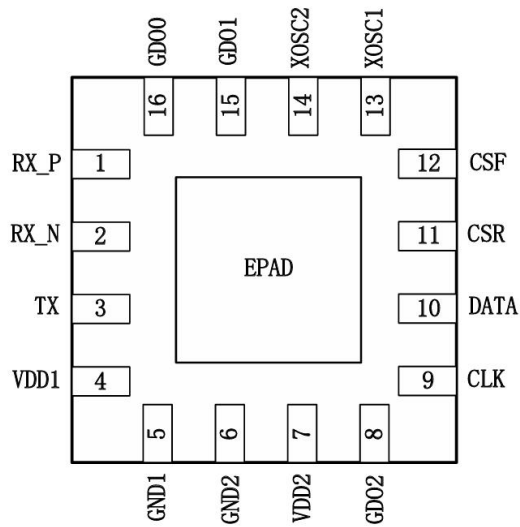 GDO0 GDO1 XOSC2 XOSC1
16 15 14 13
RX_P 1 12 CSF
RX_N 2 11 CSR
EPAD
TX 3 10 DATA
VDD1 4 9 CLK
5 6 7 8
GND1 GND2 VDD2 GDO2